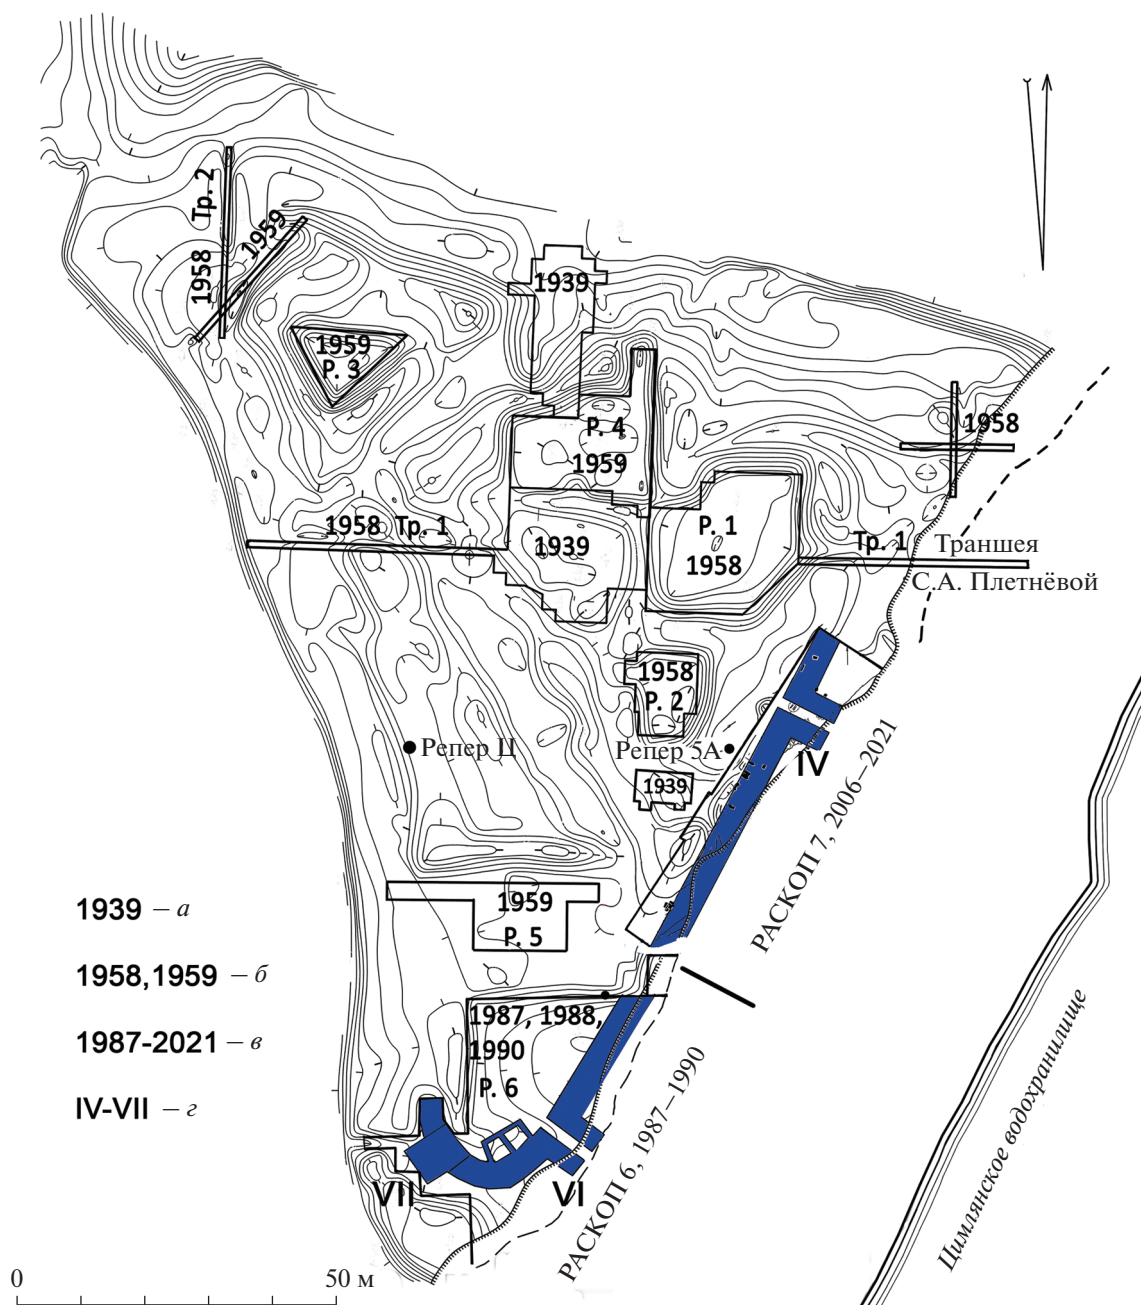 Тр. 2
1958
1959
1939
1959
Р. 3
Р. 4
1959
1958
1958 Тр. 1
1939
Р. 1
1958
Тр. 1
Траншея
С.А. Плетнёвой
1958
Р. 2
Репер II
Репер 5А
IV
1939
РАСКОП 7, 2006–2021
1939 – а
1959
Р. 5
1958,1959 – б
1987, 1988,
1990
Р. 6
1987-2021 – в
IV-VII – г
РАСКОП 6, 1987–1990
Цимлянское водохранилище
VII
VI
0
50 м